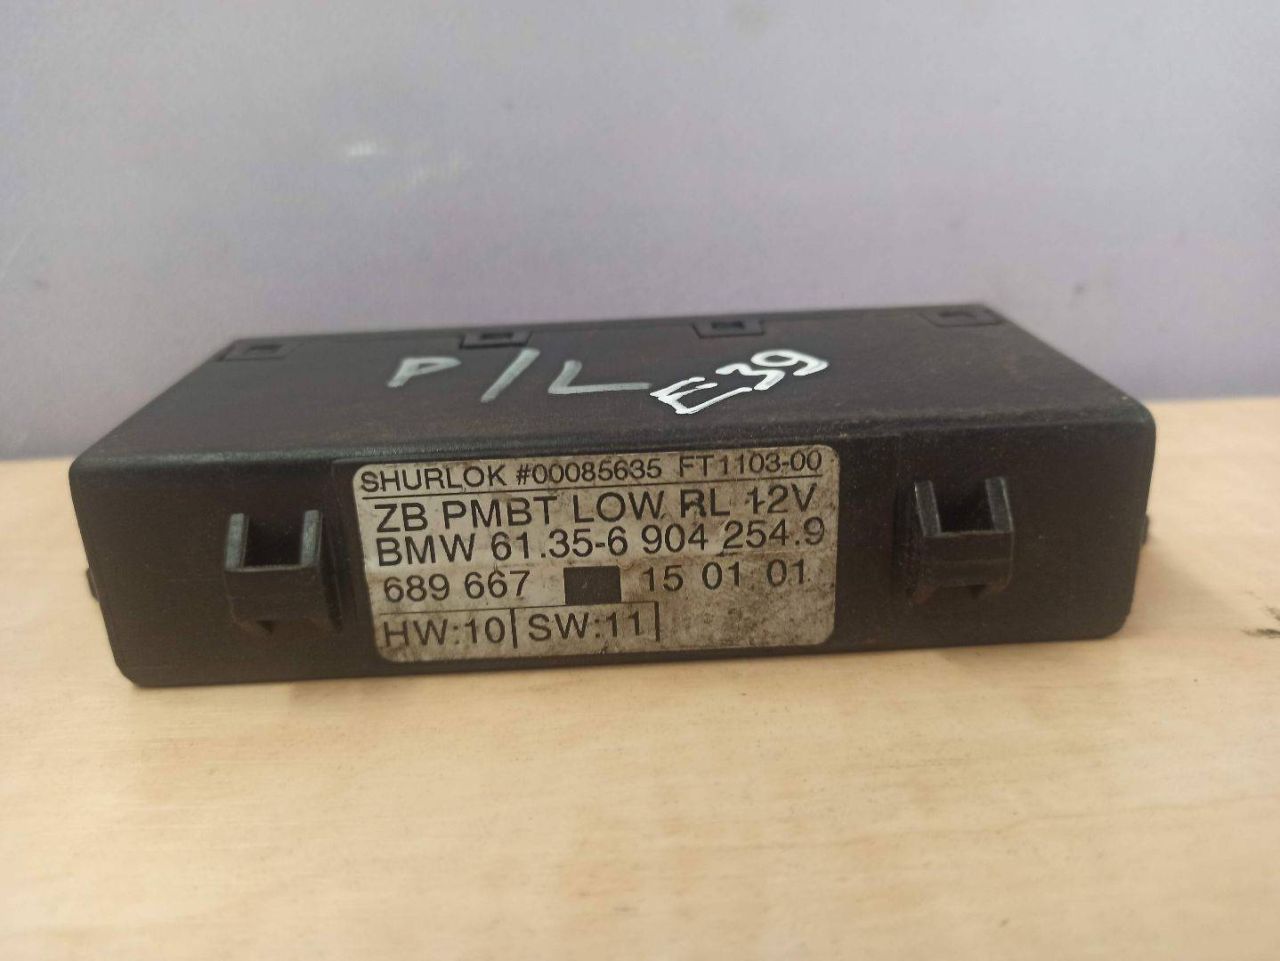 P/L E39
SHURLOK #00085635 FT1103-00
ZB PMBT LOW RL 12V
BMW 61.35-6 904 254.9
689 667 15 01 01
HW:10 SW:11